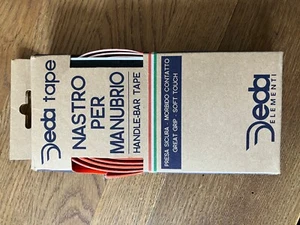 Deda tape
NASTRO
PER
MANUBRIO
HANDLE-BAR TAPE
PRESA SICURA - MORBIDO CONTATTO
GREAT GRIP - SOFT TOUCH
Deda
ELEMENTI